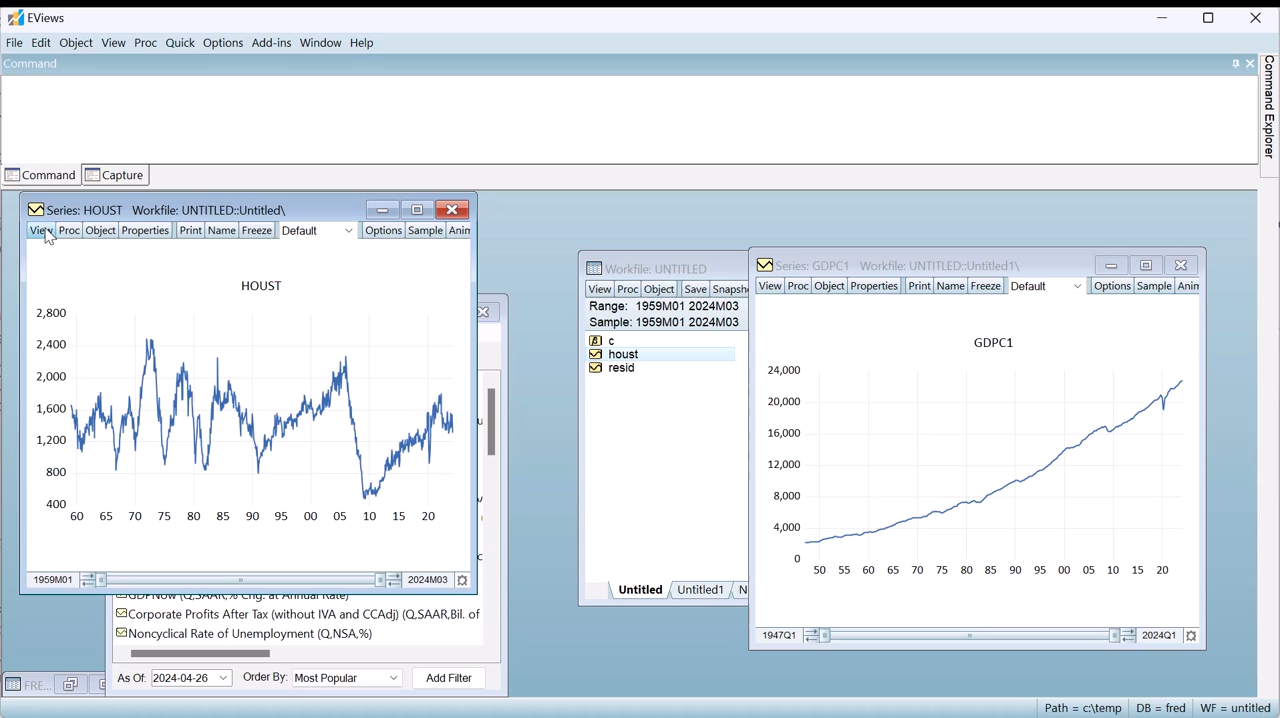 EViews
File Edit Object View Proc Quick Options Add-ins Window Help
Command
Command Explorer
Command Capture
Series: HOUST Workfile: UNTITLED::Untitled\
View Proc Object Properties Print Name Freeze Default Options Sample Anim
HOUST
2,800
2,400
2,000
1,600
1,200
800
400
60 65 70 75 80 85 90 95 00 05 10 15 20
1959M01 2024M03
GDPNow (Q,SAAR,% Chg. at Annual Rate)
Corporate Profits After Tax (without IVA and CCAdj) (Q,SAAR,Bil. of
Noncyclical Rate of Unemployment (Q,NSA,%)
As Of: 2024-04-26 Order By: Most Popular Add Filter
FRE...
Workfile: UNTITLED
View Proc Object Save Snapsh
Range: 1959M01 2024M03
Sample: 1959M01 2024M03
c
houst
resid
Untitled Untitled1 N
Series: GDPC1 Workfile: UNTITLED::Untitled1\
View Proc Object Properties Print Name Freeze Default Options Sample Anim
GDPC1
24,000
20,000
16,000
12,000
8,000
4,000
0
50 55 60 65 70 75 80 85 90 95 00 05 10 15 20
1947Q1 2024Q1
Path = c:\temp DB = fred WF = untitled